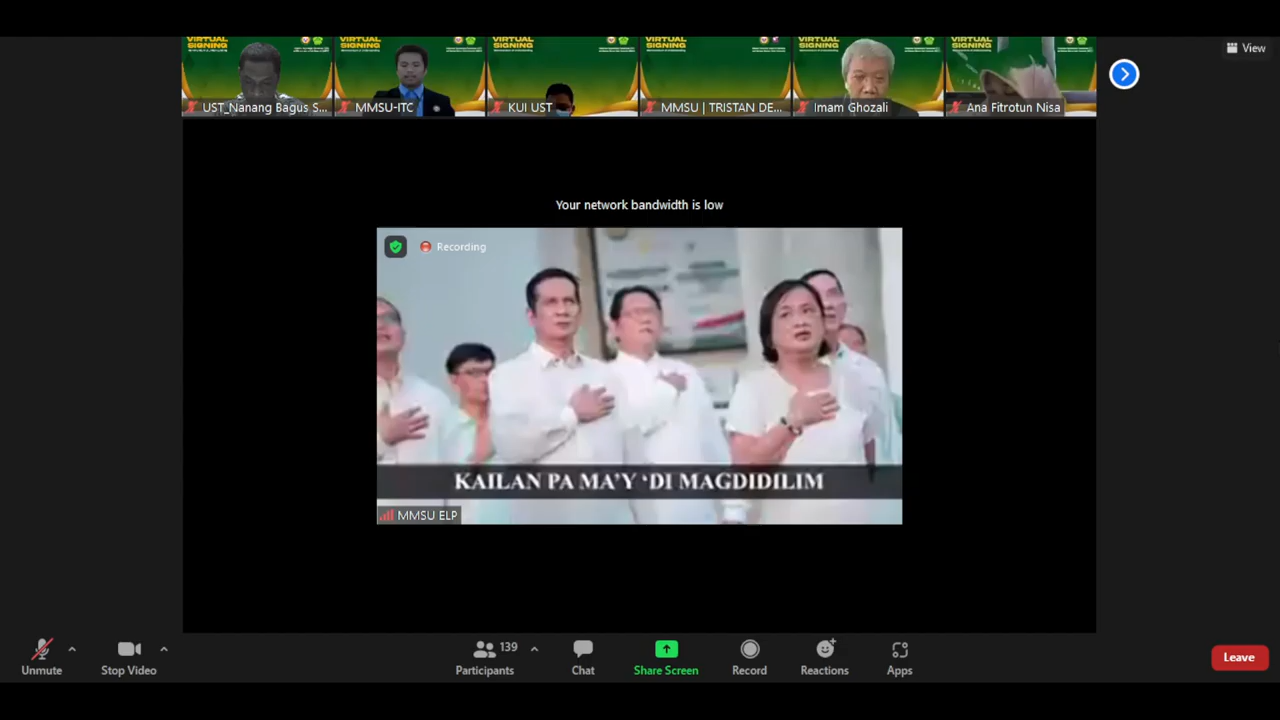 VIRTUAL
SIGNING
VIRTUAL
SIGNING
VIRTUAL
SIGNING
VIRTUAL
SIGNING
VIRTUAL
SIGNING
VIRTUAL
SIGNING
View
UST_Nanang Bagus S...
MMSU-ITC
KUI UST
MMSU | TRISTAN DE...
Imam Ghozali
Ana Fitrotun Nisa
Your network bandwidth is low
Recording
KAILAN PA MA'Y 'DI MAGDIDILIM
MMSU ELP
Unmute
Stop Video
Participants
139
Chat
Share Screen
Record
Reactions
Apps
Leave